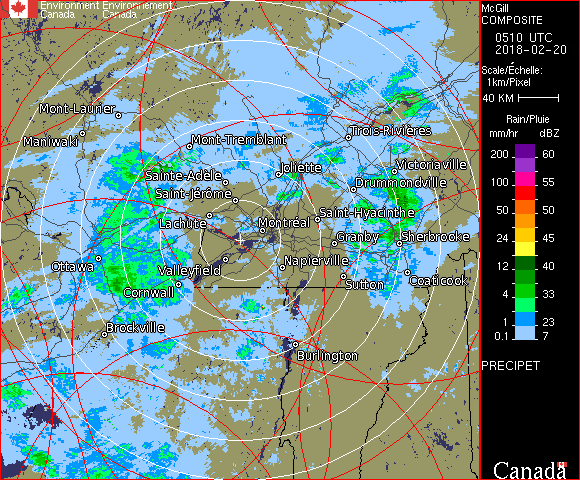 Environment Environnement
Canada Canada
McGill
COMPOSITE
0510 UTC
2018-02-20
Scale/Échelle:
1km/Pixel
40 KM
Rain/Pluie
mm/hr dBZ
200 60
100 55
50 50
24 45
12 40
4 33
1 23
0.1 7
PRECIPET
Canada
Mont-Laurier
Maniwaki
Mont-Tremblant
Trois-Rivières
Joliette
Victoriaville
Sainte-Adèle
Drummondville
Saint-Jérôme
Saint-Hyacinthe
Lachute
Montréal
Granby
Sherbrooke
Ottawa
Valleyfield
Napierville
Coaticook
Sutton
Cornwall
Brockville
Burlington